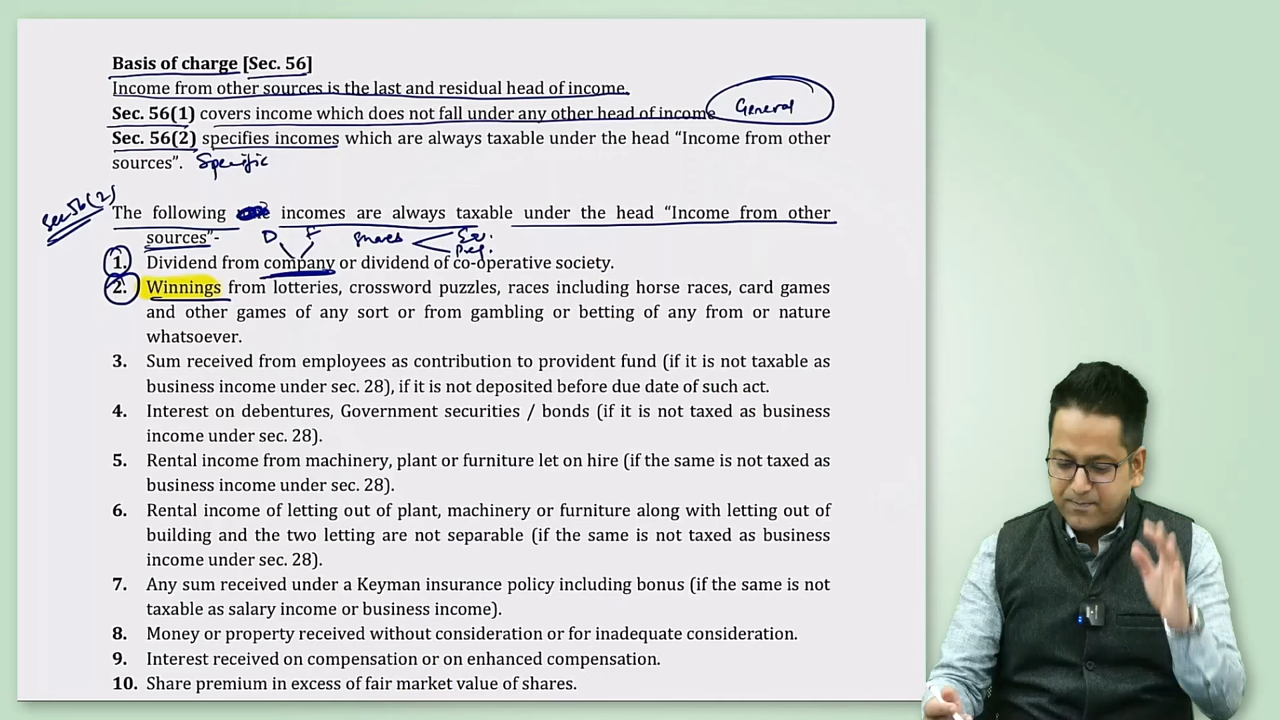 Basis of charge [Sec. 56]
Income from other sources is the last and residual head of income.
Sec. 56(1) covers income which does not fall under any other head of income General
Sec. 56(2) specifies incomes which are always taxable under the head “Income from other
sources”. Specific
Sec 56(2)
The following incomes are always taxable under the head “Income from other
sources”- D F Shares
1. Dividend from company or dividend of co-operative society.
2. Winnings from lotteries, crossword puzzles, races including horse races, card games
and other games of any sort or from gambling or betting of any from or nature
whatsoever.
3. Sum received from employees as contribution to provident fund (if it is not taxable as
business income under sec. 28), if it is not deposited before due date of such act.
4. Interest on debentures, Government securities / bonds (if it is not taxed as business
income under sec. 28).
5. Rental income from machinery, plant or furniture let on hire (if the same is not taxed as
business income under sec. 28).
6. Rental income of letting out of plant, machinery or furniture along with letting out of
building and the two letting are not separable (if the same is not taxed as business
income under sec. 28).
7. Any sum received under a Keyman insurance policy including bonus (if the same is not
taxable as salary income or business income).
8. Money or property received without consideration or for inadequate consideration.
9. Interest received on compensation or on enhanced compensation.
10. Share premium in excess of fair market value of shares.